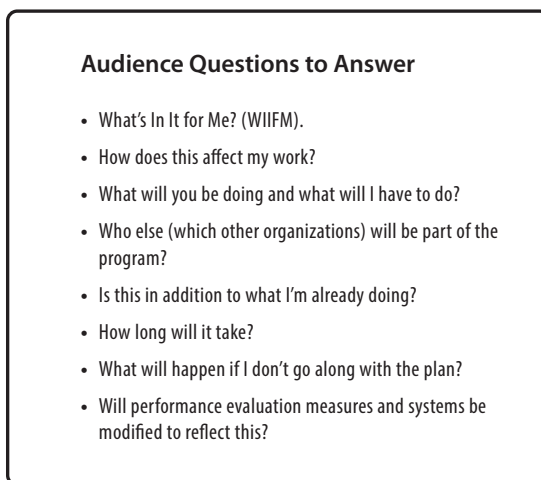 Audience Questions to Answer
• What's In It for Me? (WIIFM).
• How does this affect my work?
• What will you be doing and what will I have to do?
• Who else (which other organizations) will be part of the
program?
• Is this in addition to what I'm already doing?
• How long will it take?
• What will happen if I don't go along with the plan?
• Will performance evaluation measures and systems be
modified to reflect this?